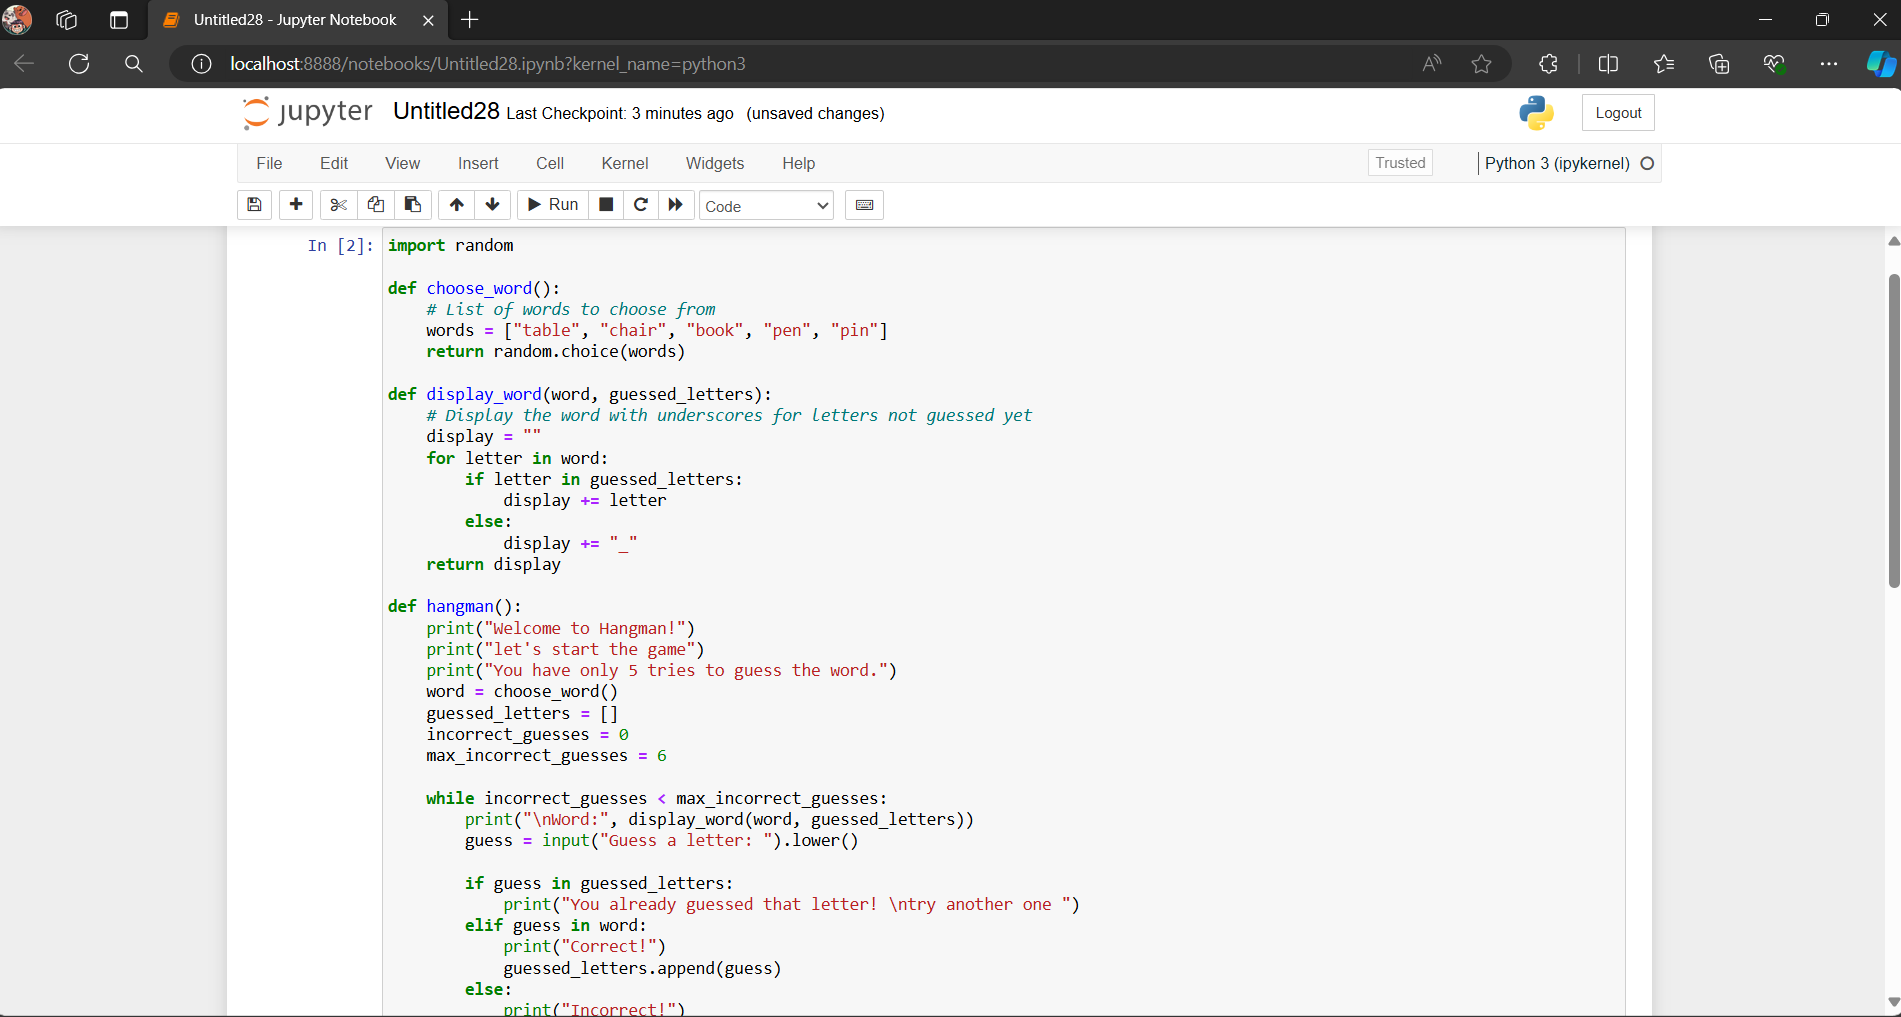 Untitled28 - Jupyter Notebook
localhost:8888/notebooks/Untitled28.ipynb?kernel_name=python3
jupyter Untitled28 Last Checkpoint: 3 minutes ago (unsaved changes)
Logout
File Edit View Insert Cell Kernel Widgets Help
Trusted
Python 3 (ipykernel)
Run
Code
In [2]:
import random

def choose_word():
    # List of words to choose from
    words = ["table", "chair", "book", "pen", "pin"]
    return random.choice(words)

def display_word(word, guessed_letters):
    # Display the word with underscores for letters not guessed yet
    display = ""
    for letter in word:
        if letter in guessed_letters:
            display += letter
        else:
            display += "_"
    return display

def hangman():
    print("Welcome to Hangman!")
    print("let's start the game")
    print("You have only 5 tries to guess the word.")
    word = choose_word()
    guessed_letters = []
    incorrect_guesses = 0
    max_incorrect_guesses = 6

    while incorrect_guesses < max_incorrect_guesses:
        print("\nWord:", display_word(word, guessed_letters))
        guess = input("Guess a letter: ").lower()

        if guess in guessed_letters:
            print("You already guessed that letter! \ntry another one ")
        elif guess in word:
            print("Correct!")
            guessed_letters.append(guess)
        else:
            print("Incorrect!")